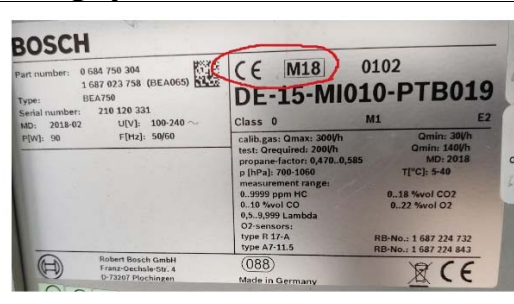 BOSCH
Part number: 0 684 750 304
1 687 023 758 (BEA065)
Type: BEA750
Serial number: 210 120 331
MD: 2018-02 U[V]: 100-240 ~
P[W]: 90 F[Hz]: 50/60
CE M18 0102
DE-15-MI010-PTB019
Class 0 M1 E2
calib.gas: Qmax: 300l/h Qmin: 30l/h
test: Qrequired: 200l/h Qmin: 140l/h
propane-factor: 0,470..0,585 MD: 2018
p [hPa]: 700-1060 T[°C]: 5-40
measurement range:
0..9999 ppm HC 0..18 %vol CO2
0..10 %vol CO 0..22 %vol O2
0,5..9,999 Lambda
O2-sensors:
type R 17-A RB-No.: 1 687 224 732
type A7-11.5 RB-No.: 1 687 224 843
Robert Bosch GmbH
Franz-Oechsle-Str. 4
D-73207 Plochingen
088
Made in Germany
CE